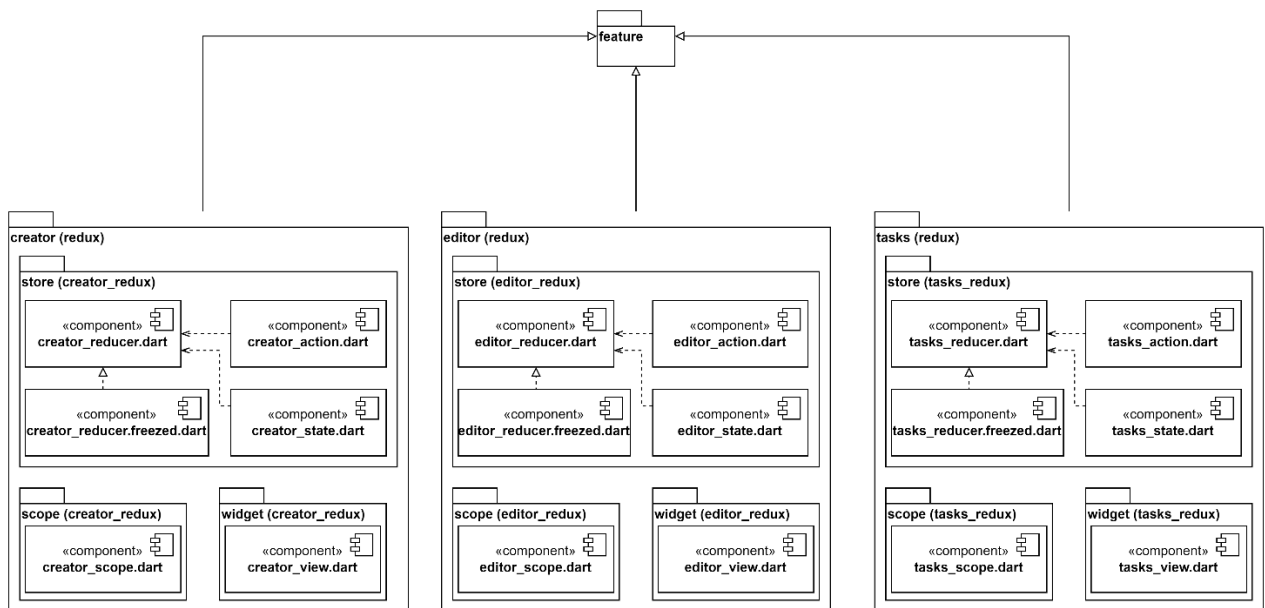 feature
creator (redux)
store (creator_redux)
«component»
creator_reducer.dart
«component»
creator_action.dart
«component»
creator_reducer.freezed.dart
«component»
creator_state.dart
scope (creator_redux)
«component»
creator_scope.dart
widget (creator_redux)
«component»
creator_view.dart
editor (redux)
store (editor_redux)
«component»
editor_reducer.dart
«component»
editor_action.dart
«component»
editor_reducer.freezed.dart
«component»
editor_state.dart
scope (editor_redux)
«component»
editor_scope.dart
widget (editor_redux)
«component»
editor_view.dart
tasks (redux)
store (tasks_redux)
«component»
tasks_reducer.dart
«component»
tasks_action.dart
«component»
tasks_reducer.freezed.dart
«component»
tasks_state.dart
scope (tasks_redux)
«component»
tasks_scope.dart
widget (tasks_redux)
«component»
tasks_view.dart